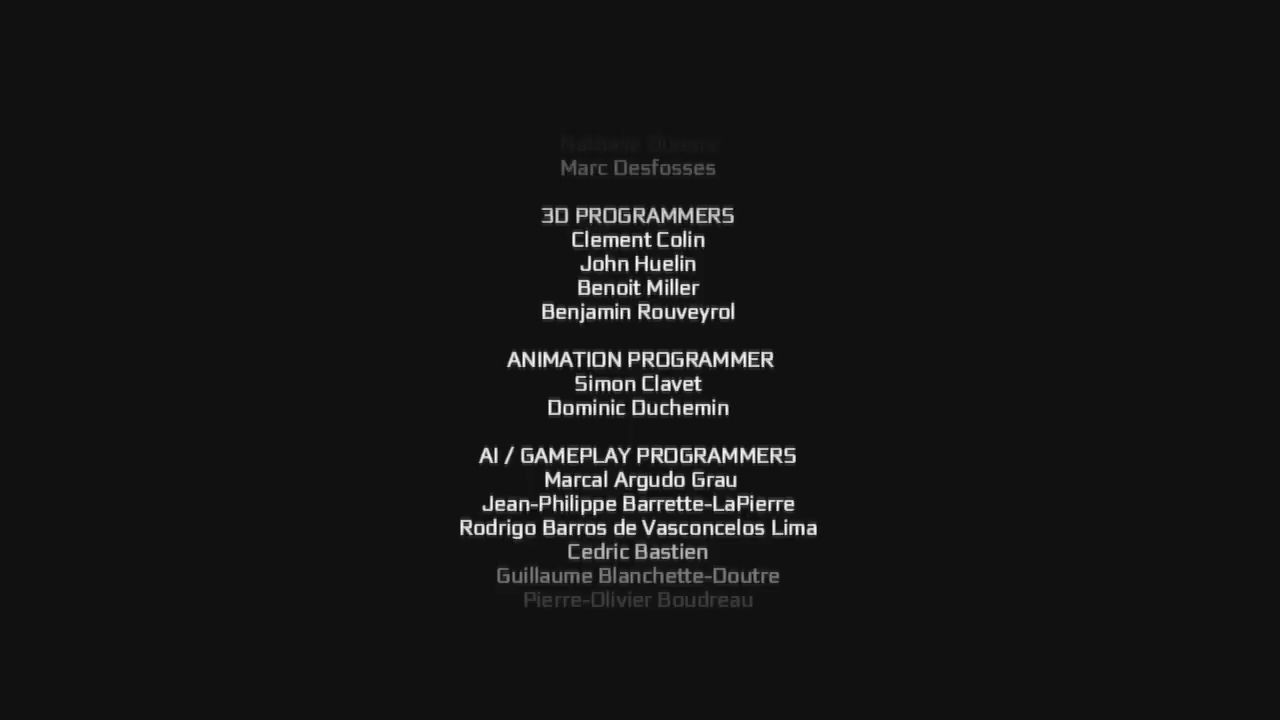 Marc Desfosses
3D PROGRAMMERS
Clement Colin
John Huelin
Benoit Miller
Benjamin Rouveyrol
ANIMATION PROGRAMMER
Simon Clavet
Dominic Duchemin
AI / GAMEPLAY PROGRAMMERS
Marcal Argudo Grau
Jean-Philippe Barrette-LaPierre
Rodrigo Barros de Vasconcelos Lima
Cedric Bastien
Guillaume Blanchette-Doutre
Pierre-Olivier Boudreau